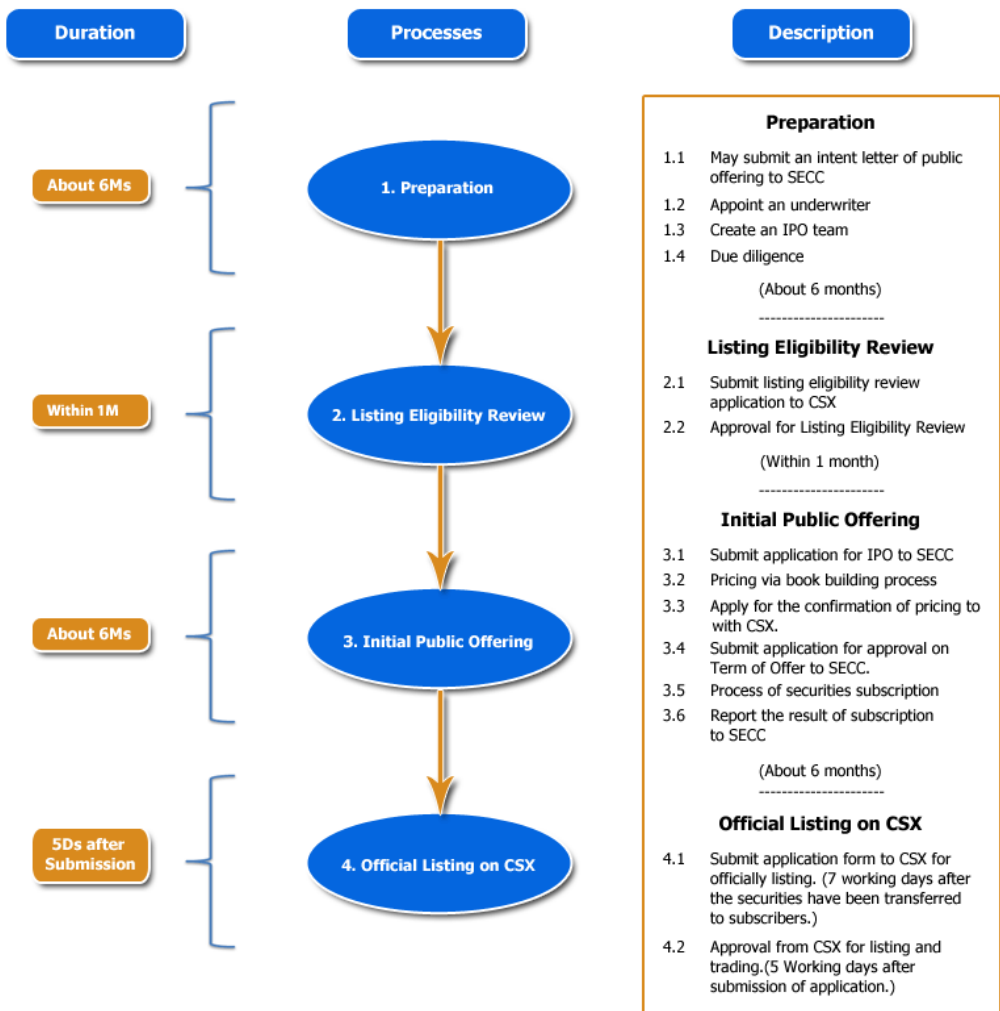 Duration
Processes
Description
About 6Ms
1. Preparation
Within 1M
2. Listing Eligibility Review
About 6Ms
3. Initial Public Offering
5Ds after
Submission
4. Official Listing on CSX
Preparation
1.1 May submit an intent letter of public
offering to SECC
1.2 Appoint an underwriter
1.3 Create an IPO team
1.4 Due diligence
(About 6 months)
----------------------
Listing Eligibility Review
2.1 Submit listing eligibility review
application to CSX
2.2 Approval for Listing Eligibility Review
(Within 1 month)
----------------------
Initial Public Offering
3.1 Submit application for IPO to SECC
3.2 Pricing via book building process
3.3 Apply for the confirmation of pricing to
with CSX.
3.4 Submit application for approval on
Term of Offer to SECC.
3.5 Process of securities subscription
3.6 Report the result of subscription
to SECC
(About 6 months)
----------------------
Official Listing on CSX
4.1 Submit application form to CSX for
officially listing. (7 working days after
the securities have been transferred
to subscribers.)
4.2 Approval from CSX for listing and
trading.(5 Working days after
submission of application.)